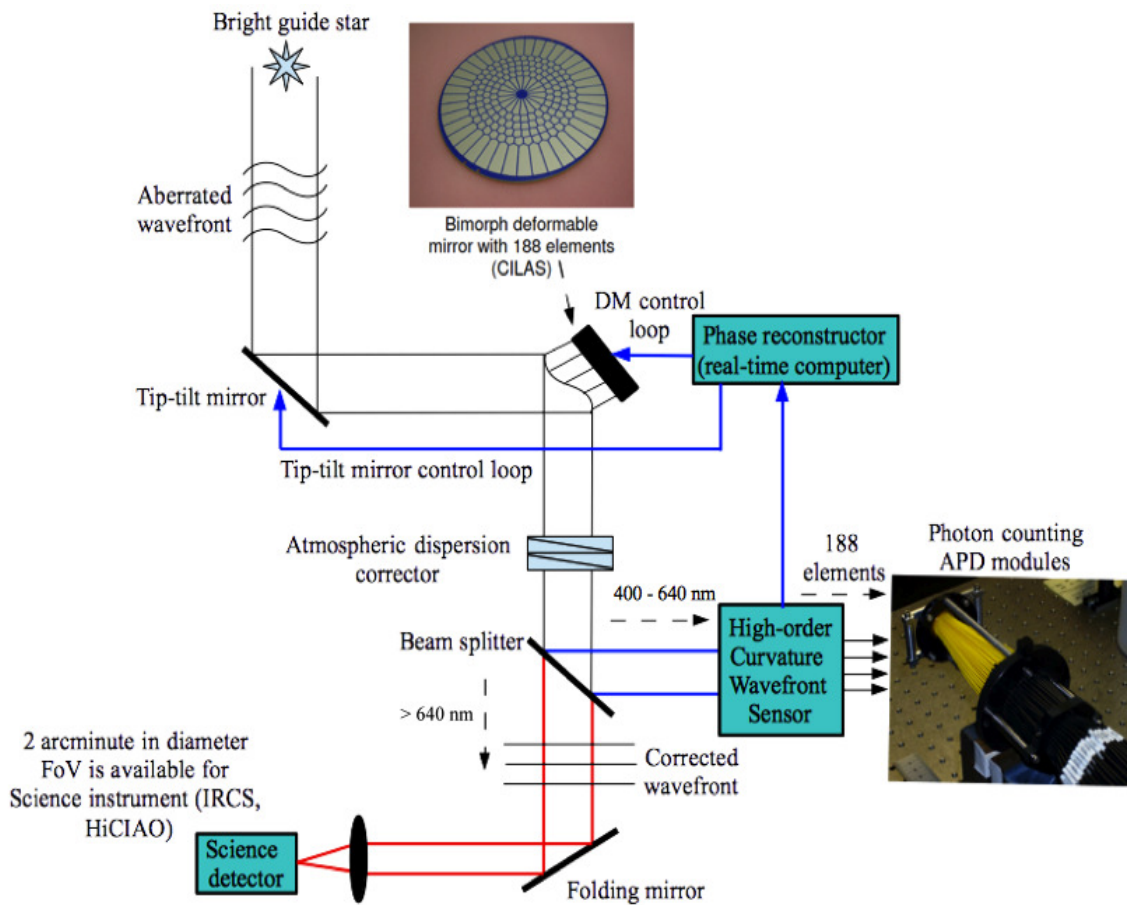 Bright guide star
Aberrated
wavefront
Bimorph deformable
mirror with 188 elements
(CILAS) \
DM control
loop
Phase reconstructor
(real-time computer)
Tip-tilt mirror
Tip-tilt mirror control loop
Atmospheric dispersion
corrector
400 - 640 nm
188
elements
Photon counting
APD modules
Beam splitter
High-order
Curvature
Wavefront
Sensor
> 640 nm
Corrected
wavefront
2 arcminute in diameter
FoV is available for
Science instrument (IRCS,
HiCIAO)
Science
detector
Folding mirror